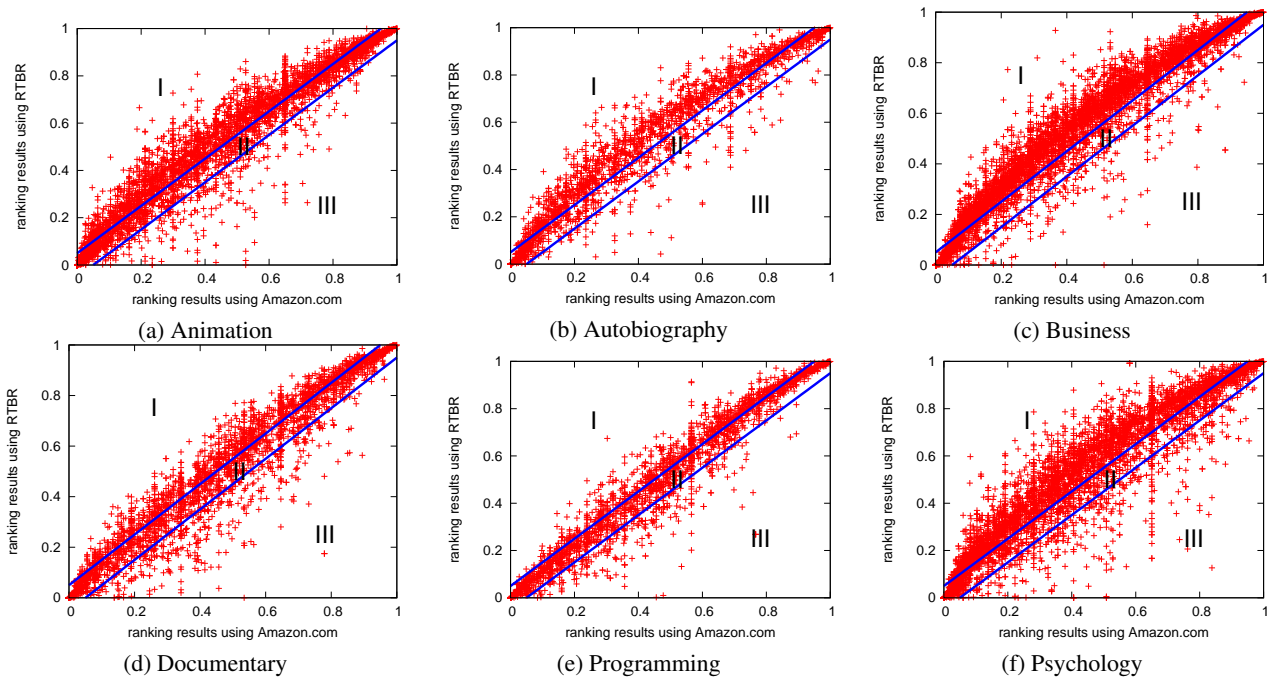 ranking results using RTBR
1
0.8
0.6
0.4
0.2
0
I
II
III
0 0.2 0.4 0.6 0.8 1
ranking results using Amazon.com
(a) Animation
ranking results using RTBR
1
0.8
0.6
0.4
0.2
0
I
II
III
0 0.2 0.4 0.6 0.8 1
ranking results using Amazon.com
(b) Autobiography
ranking results using RTBR
1
0.8
0.6
0.4
0.2
0
I
II
III
0 0.2 0.4 0.6 0.8 1
ranking results using Amazon.com
(c) Business
ranking results using RTBR
1
0.8
0.6
0.4
0.2
0
I
II
III
0 0.2 0.4 0.6 0.8 1
ranking results using Amazon.com
(d) Documentary
ranking results using RTBR
1
0.8
0.6
0.4
0.2
0
I
II
III
0 0.2 0.4 0.6 0.8 1
ranking results using Amazon.com
(e) Programming
ranking results using RTBR
1
0.8
0.6
0.4
0.2
0
I
II
III
0 0.2 0.4 0.6 0.8 1
ranking results using Amazon.com
(f) Psychology